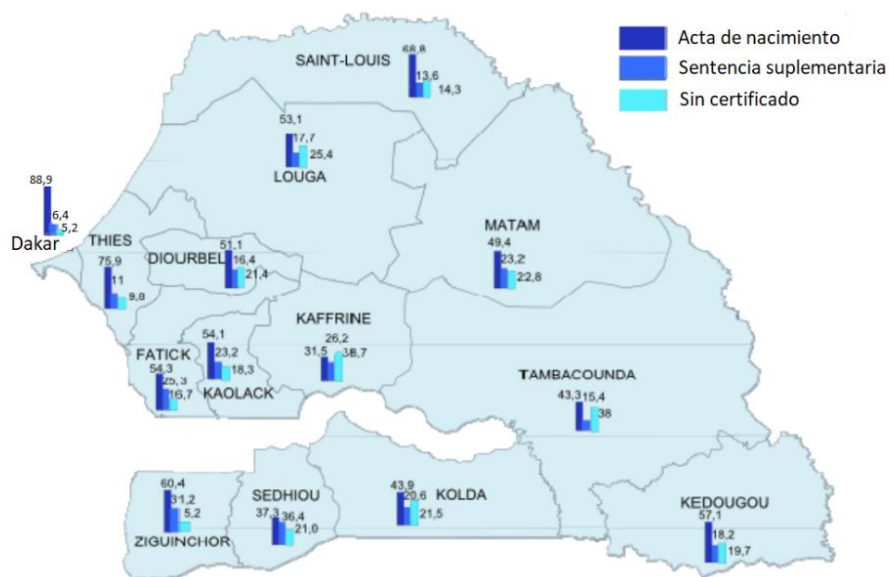 Acta de nacimiento
Sentencia suplementaria
Sin certificado
SAINT-LOUIS
68,8
13,6
14,3
53,1
17,7
25,4
LOUGA
88,9
6,4
5,2
Dakar
THIES
75,9
11
9,8
DIOURBEL
51,1
16,4
21,4
MATAM
49,4
23,2
22,8
KAFFRINE
26,2
31,5
38,7
FATICK
54,3
25,3
16,7
54,1
23,2
18,3
KAOLACK
TAMBACOUNDA
43,3
15,4
38
60,4
31,2
5,2
ZIGUINCHOR
SEDHIOU
37,3
36,4
21,0
43,9
20,6
21,5
KOLDA
KEDOUGOU
57,1
18,2
19,7